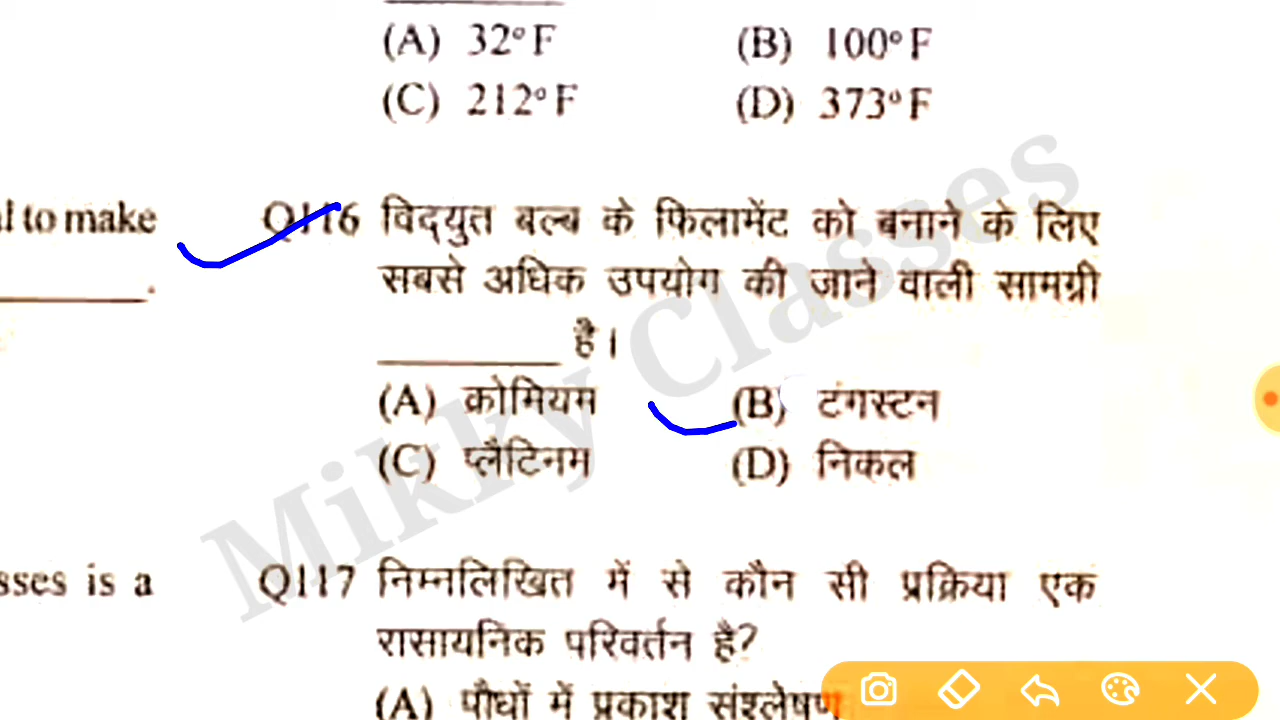 (A) 32°F (B) 100°F
(C) 212°F (D) 373°F
to make
Q116 विद्युत बल्ब के फिलामेंट को बनाने के लिए
सबसे अधिक उपयोग की जाने वाली सामग्री
__________ है।
(A) क्रोमियम (B) टंगस्टन
(C) प्लैटिनम (D) निकल
sses is a
Q117 निम्नलिखित में से कौन सी प्रक्रिया एक
रासायनिक परिवर्तन है?
(A) पौधों में प्रकाश संश्लेषण
Mikky Classes